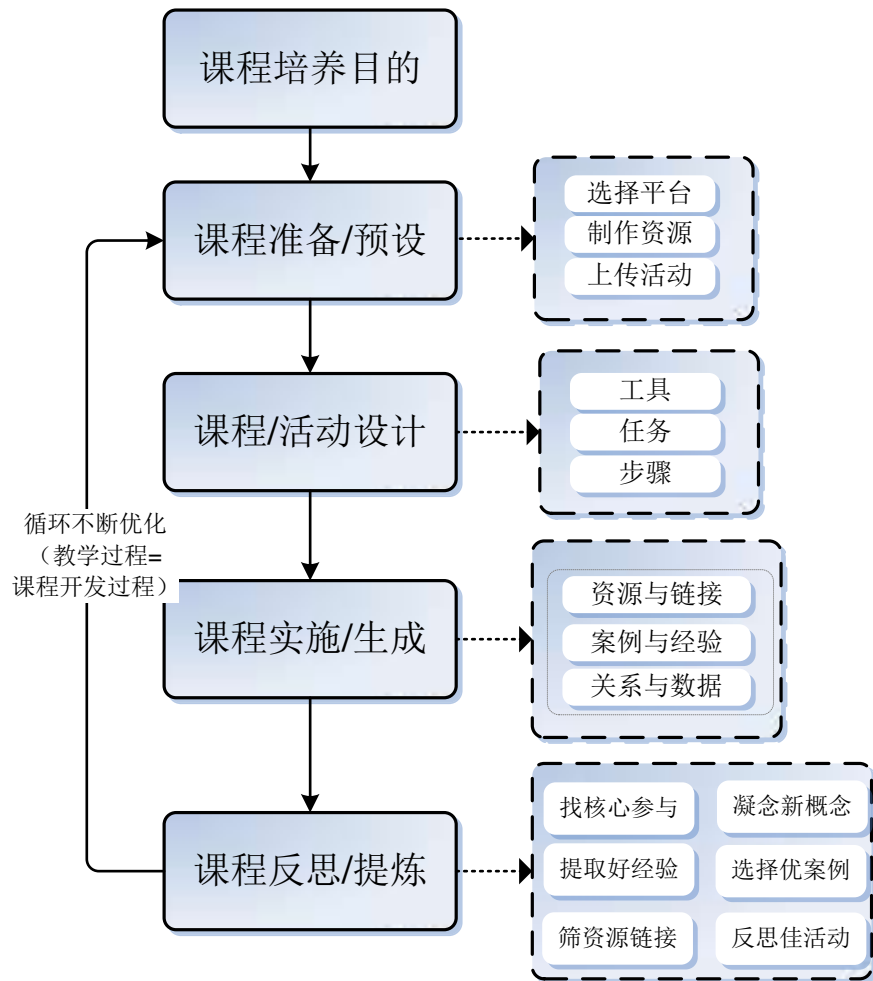 课程培养目的
课程准备/预设
选择平台
制作资源
上传活动
课程/活动设计
工具
任务
步骤
循环不断优化
（教学过程=
课程开发过程）
课程实施/生成
资源与链接
案例与经验
关系与数据
课程反思/提炼
找核心参与
凝念新概念
提取好经验
选择优案例
筛资源链接
反思佳活动